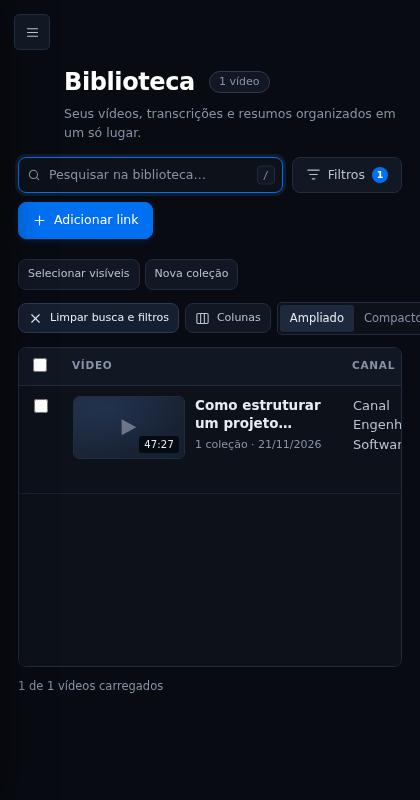 Biblioteca
1 vídeo
Seus vídeos, transcrições e resumos organizados em
um só lugar.
Pesquisar na biblioteca...
/
Filtros
1
Adicionar link
Selecionar visíveis
Nova coleção
Limpar busca e filtros
Colunas
Ampliado
Compacto
VÍDEO
CANAL
47:27
Como estruturar
um projeto...
1 coleção · 21/11/2026
Canal
Engenh
Softwar
1 de 1 vídeos carregados